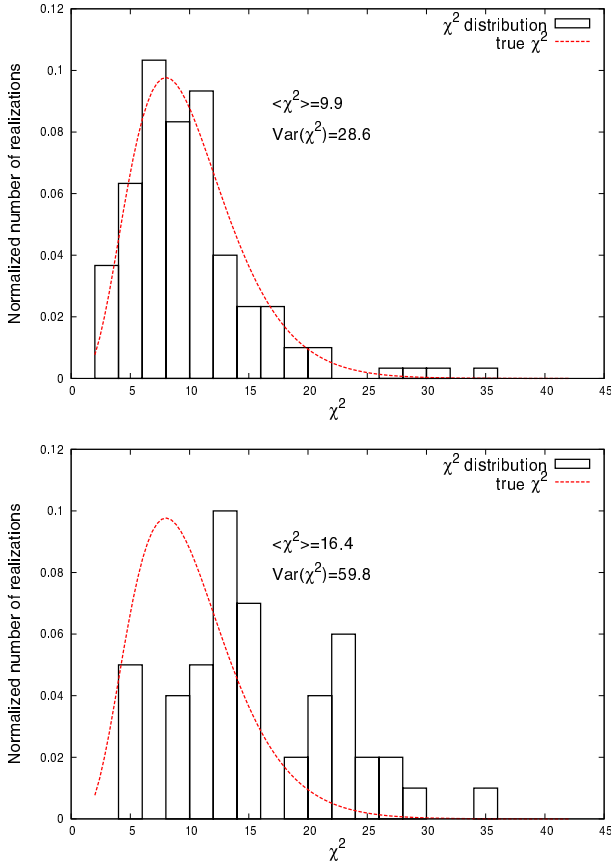 0.12
0.1
0.08
0.06
0.04
0.02
0
0 5 10 15 20 25 30 35 40 45
Normalized number of realizations
χ²
χ² distribution
true χ²
<χ²>=9.9
Var(χ²)=28.6
0.12
0.1
0.08
0.06
0.04
0.02
0
0 5 10 15 20 25 30 35 40 45
Normalized number of realizations
χ²
χ² distribution
true χ²
<χ²>=16.4
Var(χ²)=59.8